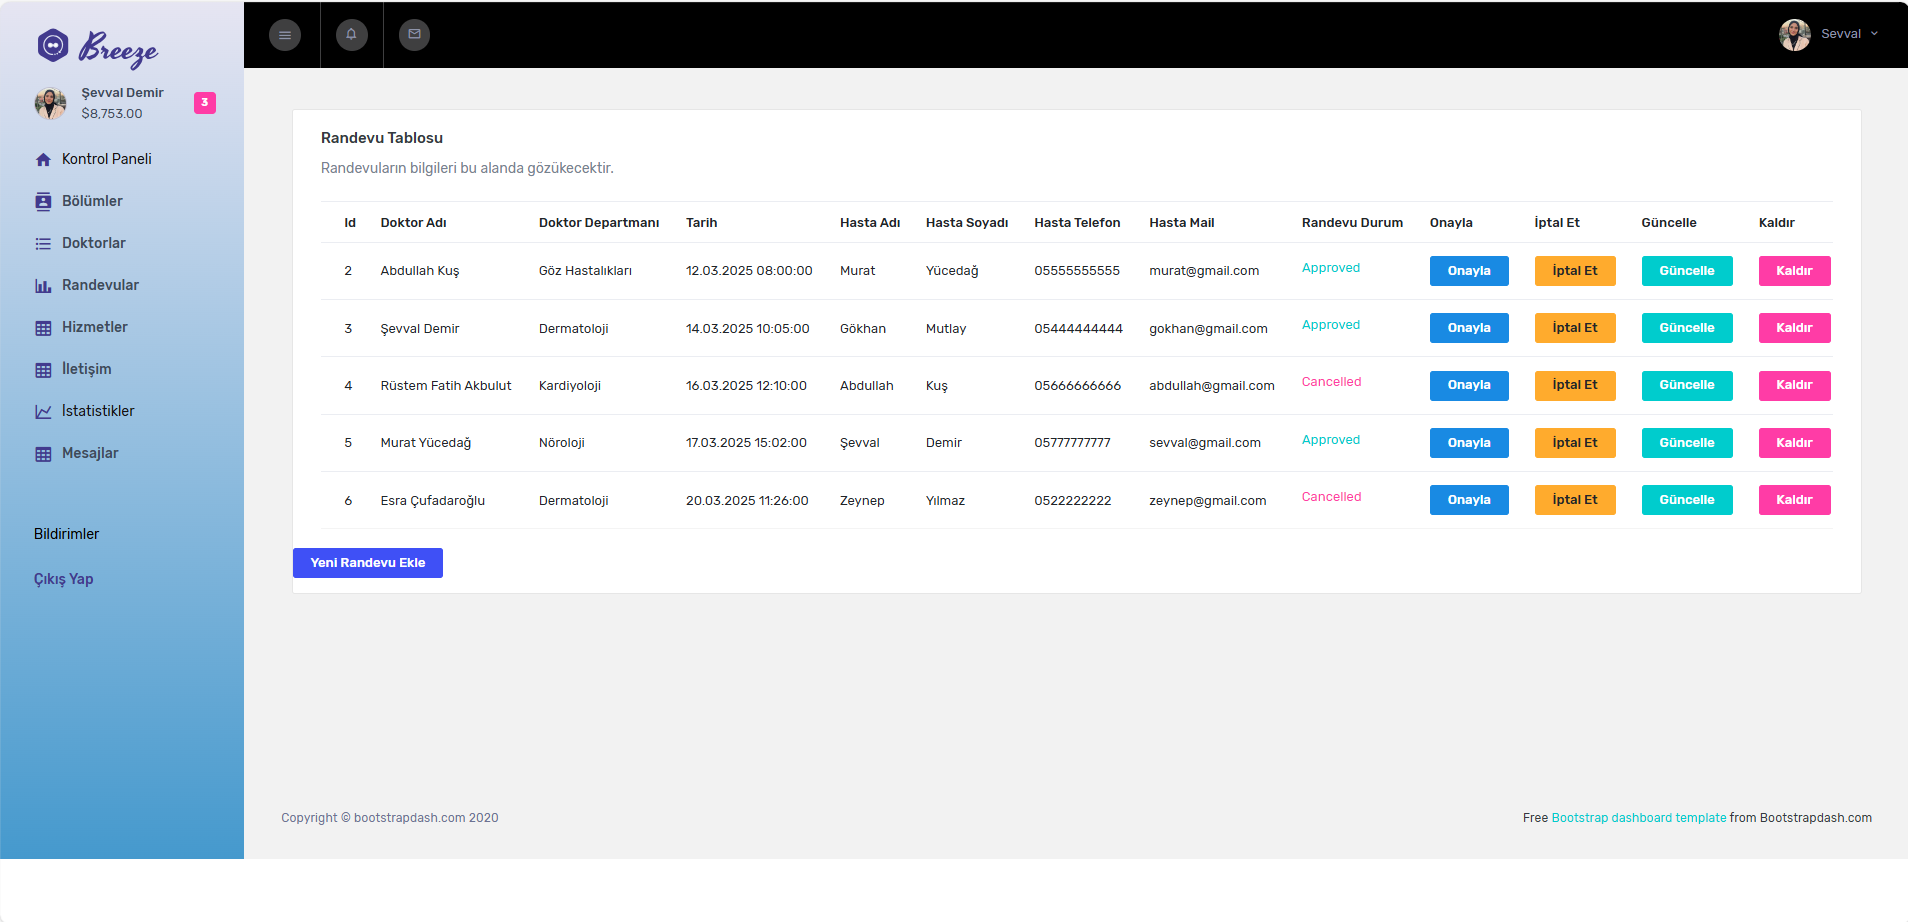 Breeze
Sevval
Şevval Demir
$8,753.00
3
Kontrol Paneli
Bölümler
Doktorlar
Randevular
Hizmetler
İletişim
İstatistikler
Mesajlar
Bildirimler
Çıkış Yap
Randevu Tablosu
Randevuların bilgileri bu alanda gözükecektir.
Id Doktor Adı Doktor Departmanı Tarih Hasta Adı Hasta Soyadı Hasta Telefon Hasta Mail Randevu Durum Onayla İptal Et Güncelle Kaldır
2 Abdullah Kuş Göz Hastalıkları 12.03.2025 08:00:00 Murat Yücedağ 05555555555 murat@gmail.com Approved Onayla İptal Et Güncelle Kaldır
3 Şevval Demir Dermatoloji 14.03.2025 10:05:00 Gökhan Mutlay 05444444444 gokhan@gmail.com Approved Onayla İptal Et Güncelle Kaldır
4 Rüstem Fatih Akbulut Kardiyoloji 16.03.2025 12:10:00 Abdullah Kuş 05666666666 abdullah@gmail.com Cancelled Onayla İptal Et Güncelle Kaldır
5 Murat Yücedağ Nöroloji 17.03.2025 15:02:00 Şevval Demir 05777777777 sevval@gmail.com Approved Onayla İptal Et Güncelle Kaldır
6 Esra Çufadaroğlu Dermatoloji 20.03.2025 11:26:00 Zeynep Yılmaz 0522222222 zeynep@gmail.com Cancelled Onayla İptal Et Güncelle Kaldır
Yeni Randevu Ekle
Copyright © bootstrapdash.com 2020
Free Bootstrap dashboard template from Bootstrapdash.com